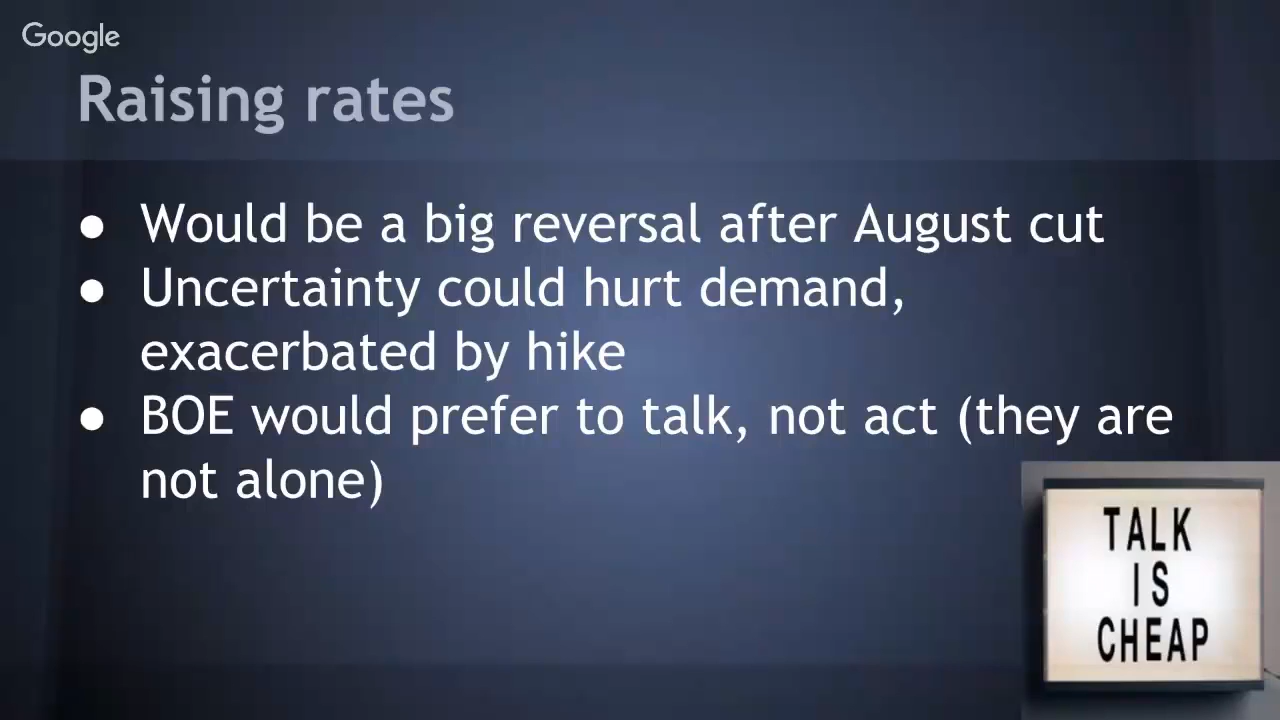 Google
Raising rates
● Would be a big reversal after August cut
● Uncertainty could hurt demand,
exacerbated by hike
● BOE would prefer to talk, not act (they are
not alone)
TALK
IS
CHEAP